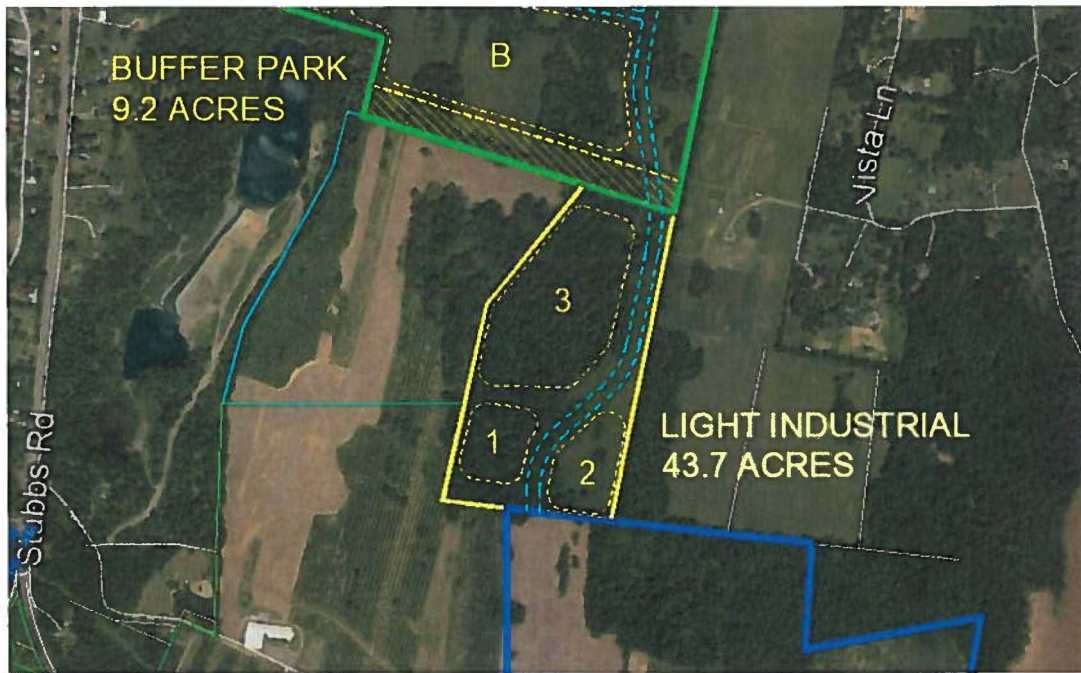 BUFFER PARK
9.2 ACRES
B
Vista Ln
3
LIGHT INDUSTRIAL
43.7 ACRES
1
2
Stubbs Rd